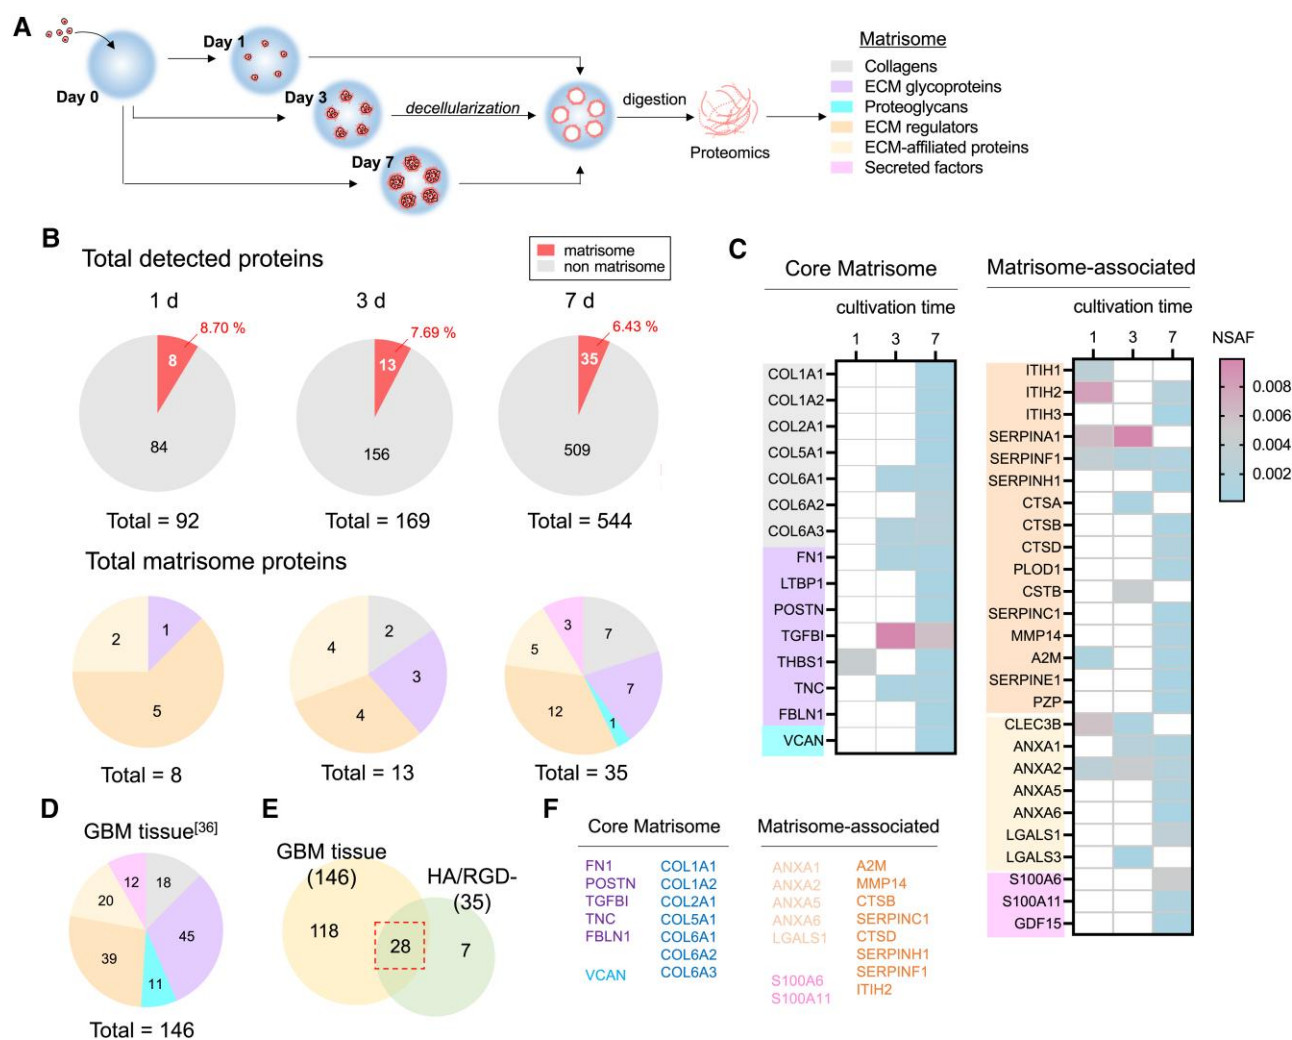 A
Day 0
Day 1
Day 3
Day 7
decellularization
digestion
Proteomics
Matrisome
Collagens
ECM glycoproteins
Proteoglycans
ECM regulators
ECM-affiliated proteins
Secreted factors
B
Total detected proteins
matrisome
non matrisome
1 d
3 d
7 d
8.70 %
7.69 %
6.43 %
8
13
35
84
156
509
Total = 92
Total = 169
Total = 544
Total matrisome proteins
2
1
5
4
2
3
4
3
7
5
7
12
1
Total = 8
Total = 13
Total = 35
C
Core Matrisome
cultivation time
1 3 7
COL1A1
COL1A2
COL2A1
COL5A1
COL6A1
COL6A2
COL6A3
FN1
LTBP1
POSTN
TGFBI
THBS1
TNC
FBLN1
VCAN
Matrisome-associated
cultivation time
1 3 7
ITIH1
ITIH2
ITIH3
SERPINA1
SERPINF1
SERPINH1
CTSA
CTSB
CTSD
PLOD1
CSTB
SERPINC1
MMP14
A2M
SERPINE1
PZP
CLEC3B
ANXA1
ANXA2
ANXA5
ANXA6
LGALS1
LGALS3
S100A6
S100A11
GDF15
NSAF
0.008
0.006
0.004
0.002
D
GBM tissue[36]
12
18
20
45
39
11
Total = 146
E
GBM tissue
(146)
HA/RGD-
(35)
118
28
7
F
Core Matrisome
FN1
POSTN
TGFBI
TNC
FBLN1
VCAN
COL1A1
COL1A2
COL2A1
COL5A1
COL6A1
COL6A2
COL6A3
Matrisome-associated
ANXA1
ANXA2
ANXA5
ANXA6
LGALS1
S100A6
S100A11
A2M
MMP14
CTSB
SERPINC1
CTSD
SERPINH1
SERPINF1
ITIH2